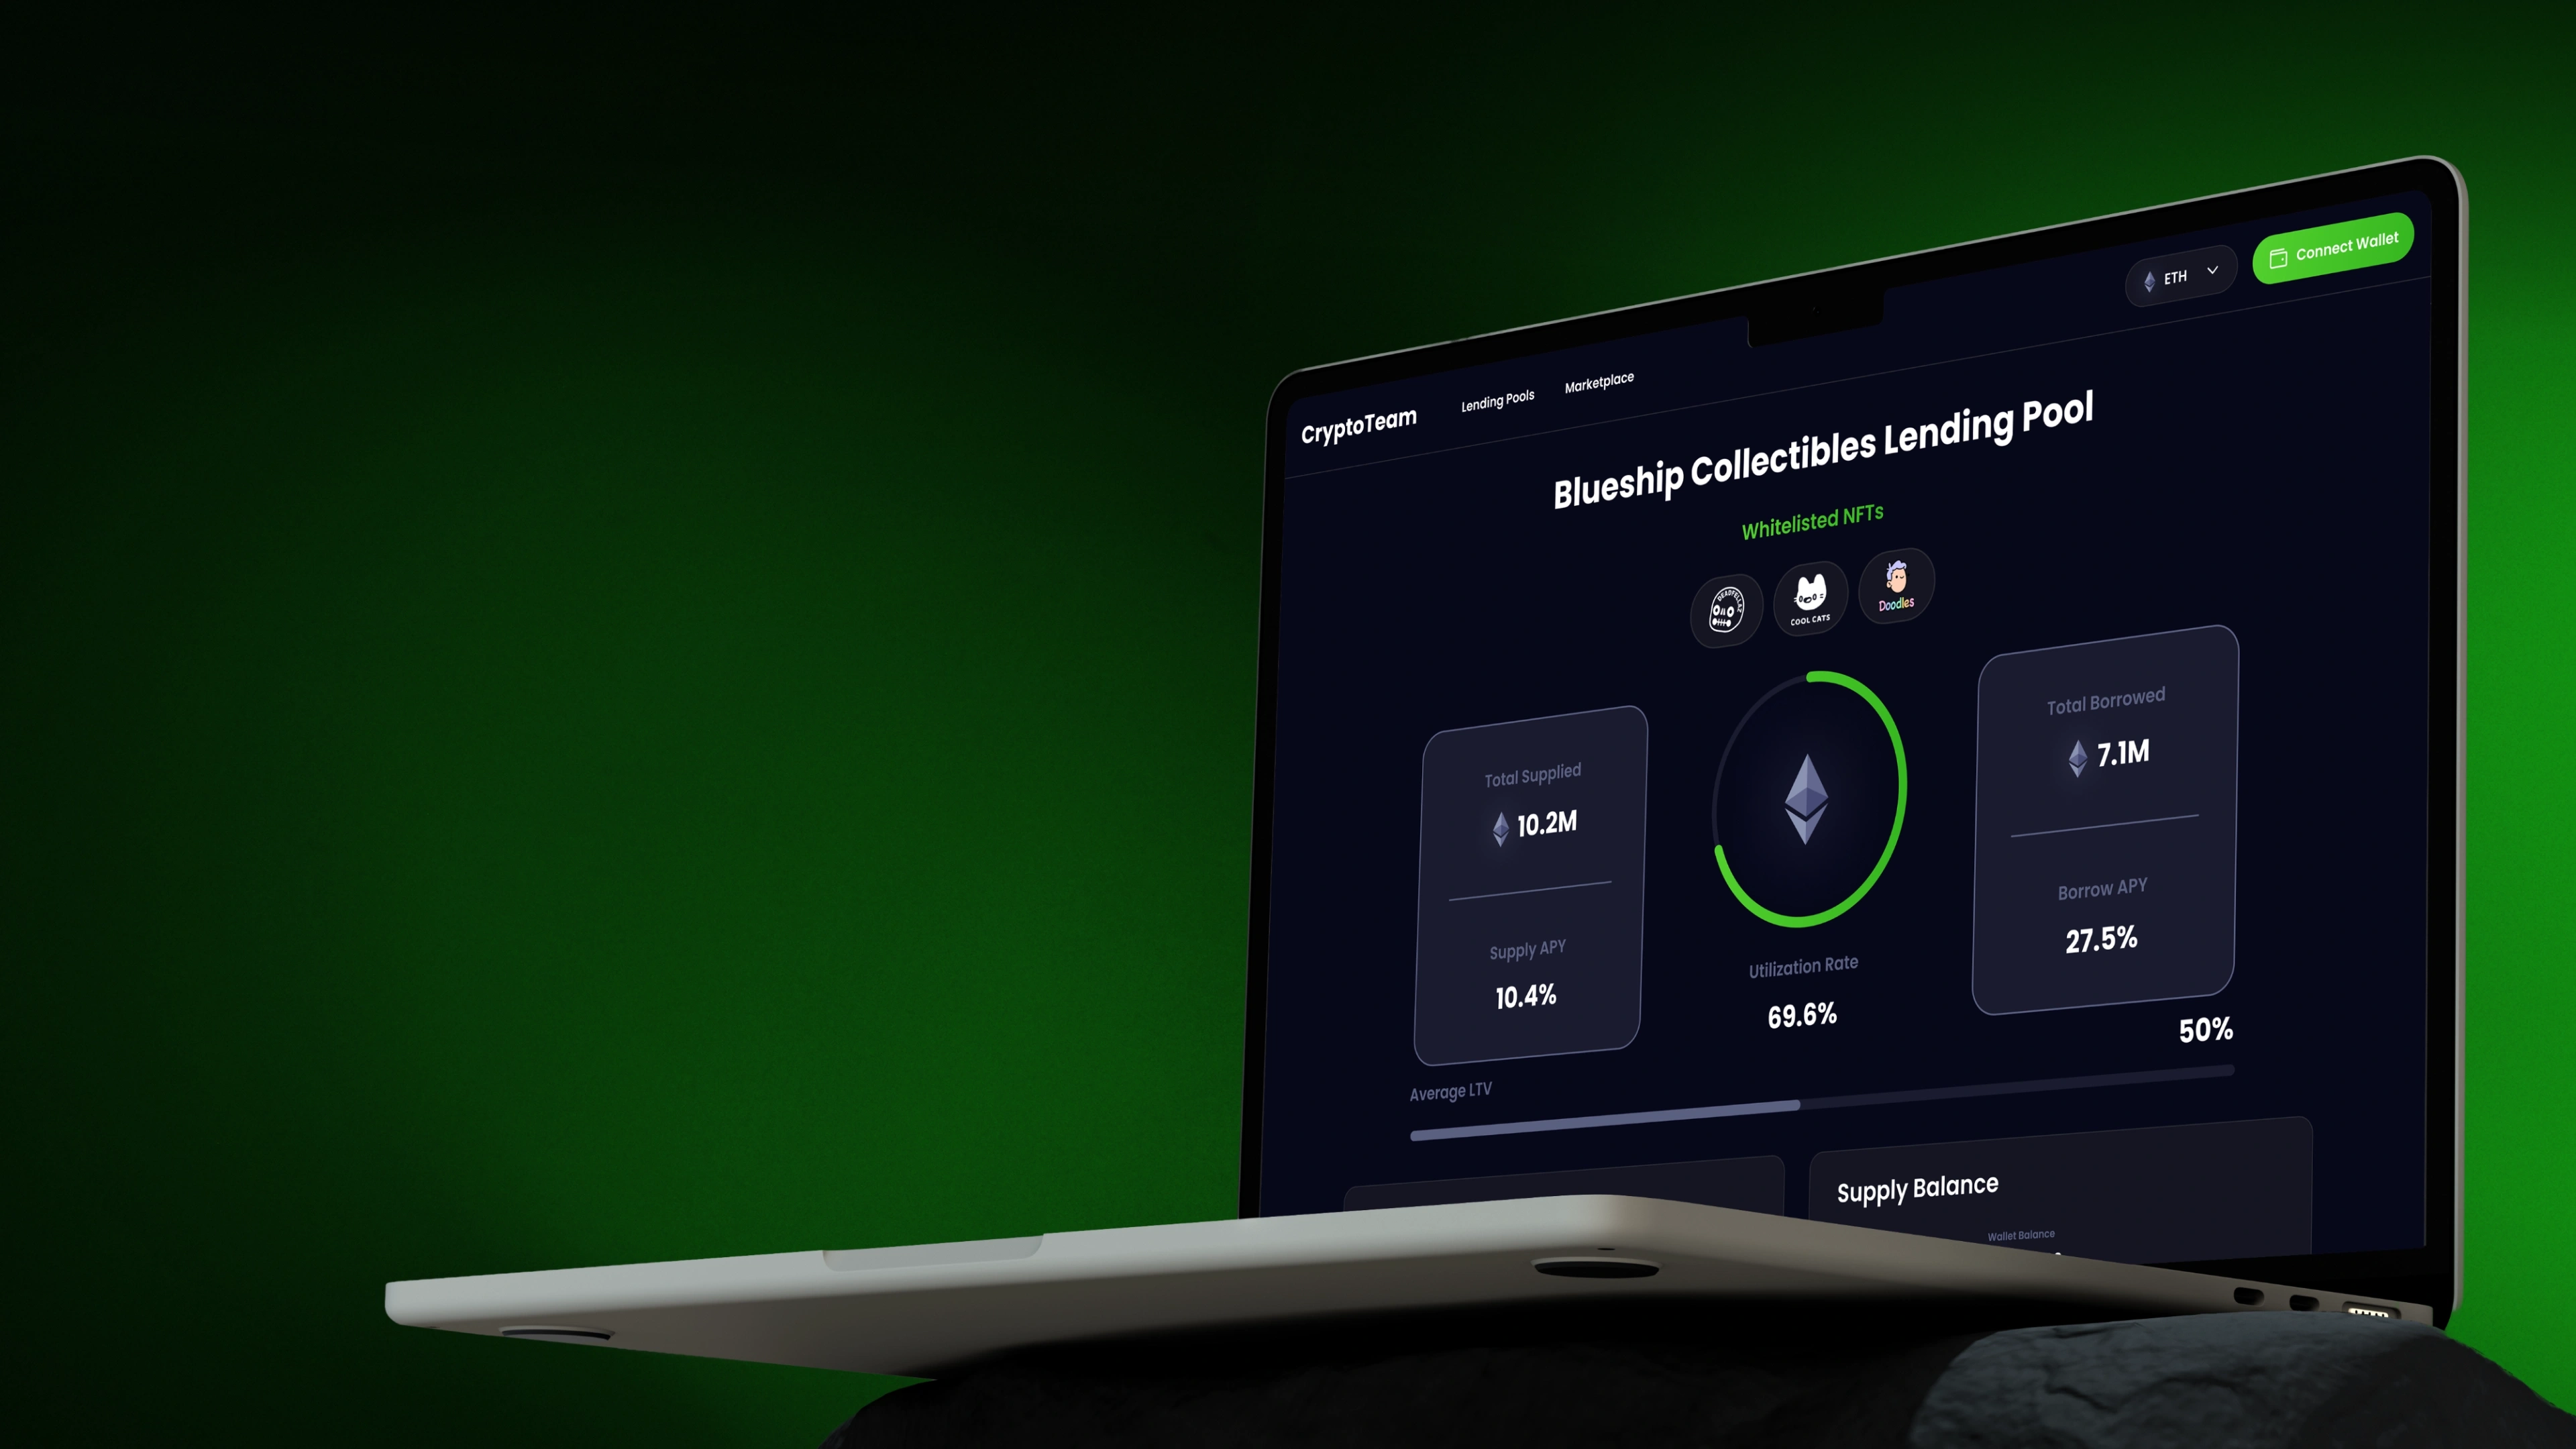 CryptoTeam
Lending Pools
Marketplace
ETH
Connect Wallet
Blueship Collectibles Lending Pool
Whitelisted NFTs
DEADFELLAZ
COOL CATS
Doodles
Total Supplied
10.2M
Supply APY
10.4%
Utilization Rate
69.6%
Total Borrowed
7.1M
Borrow APY
27.5%
Average LTV
50%
Supply Balance
Wallet Balance